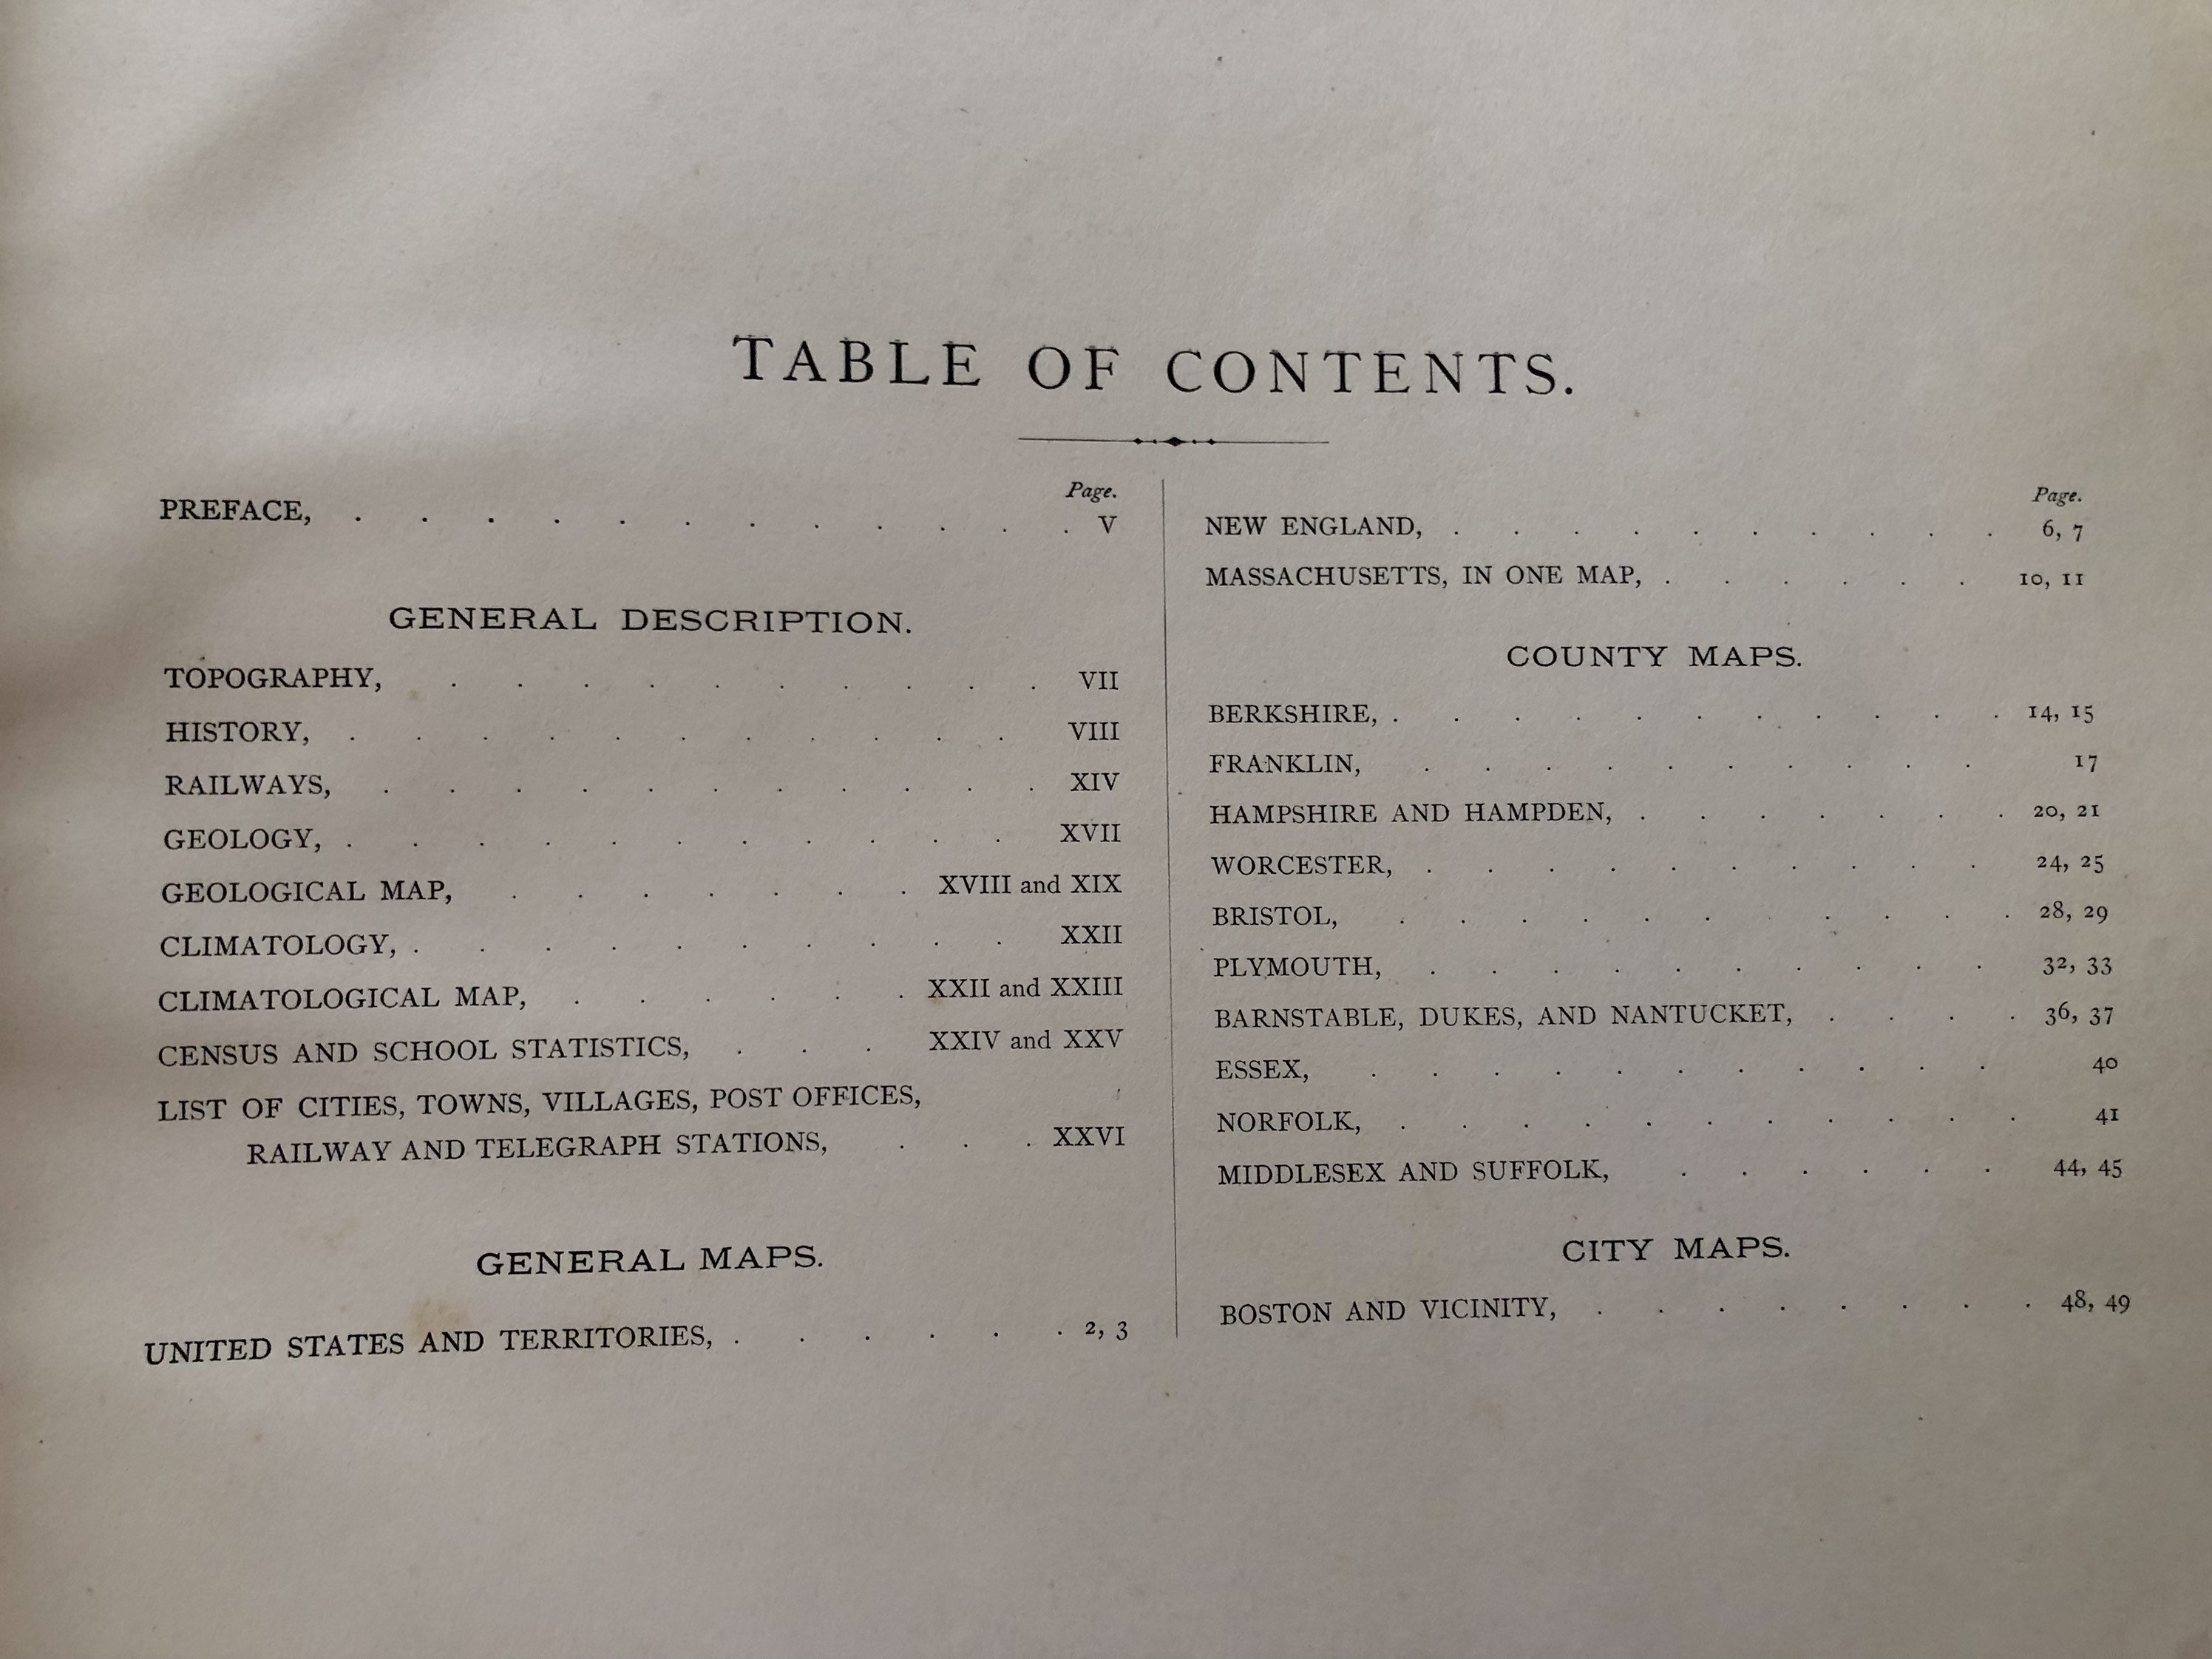 TABLE OF CONTENTS.
Page.
PREFACE, . . . . . . . . . . . . V
GENERAL DESCRIPTION.
TOPOGRAPHY, . . . . . . . . . . VII
HISTORY, . . . . . . . . . . . VIII
RAILWAYS, . . . . . . . . . . . XIV
GEOLOGY, . . . . . . . . . . . XVII
GEOLOGICAL MAP, . . . . . . . XVIII and XIX
CLIMATOLOGY, . . . . . . . . . . XXII
CLIMATOLOGICAL MAP, . . . . . . XXII and XXIII
CENSUS AND SCHOOL STATISTICS, . . . XXIV and XXV
LIST OF CITIES, TOWNS, VILLAGES, POST OFFICES,
RAILWAY AND TELEGRAPH STATIONS, . . . XXVI
GENERAL MAPS.
UNITED STATES AND TERRITORIES, . . . . . . 2, 3
Page.
NEW ENGLAND, . . . . . . . . . . 6, 7
MASSACHUSETTS, IN ONE MAP, . . . . . . 10, 11
COUNTY MAPS.
BERKSHIRE, . . . . . . . . . . . 14, 15
FRANKLIN, . . . . . . . . . . 17
HAMPSHIRE AND HAMPDEN, . . . . . . . 20, 21
WORCESTER, . . . . . . . . . . 24, 25
BRISTOL, . . . . . . . . . . 28, 29
PLYMOUTH, . . . . . . . . . . 32, 33
BARNSTABLE, DUKES, AND NANTUCKET, . . . . 36, 37
ESSEX, . . . . . . . . . . . 40
NORFOLK, . . . . . . . . . . . 41
MIDDLESEX AND SUFFOLK, . . . . . . 44, 45
CITY MAPS.
BOSTON AND VICINITY, . . . . . . . . 48, 49